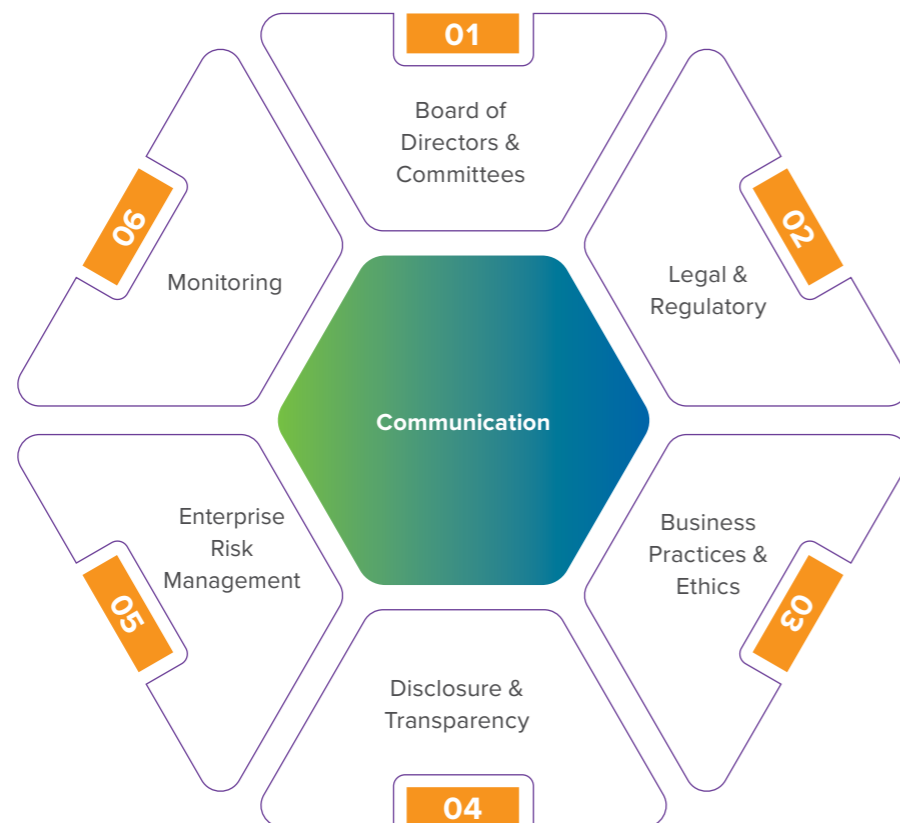 01
Board of
Directors &
Committees
02
Legal &
Regulatory
03
Business
Practices &
Ethics
04
Disclosure &
Transparency
05
Enterprise
Risk
Management
06
Monitoring
Communication